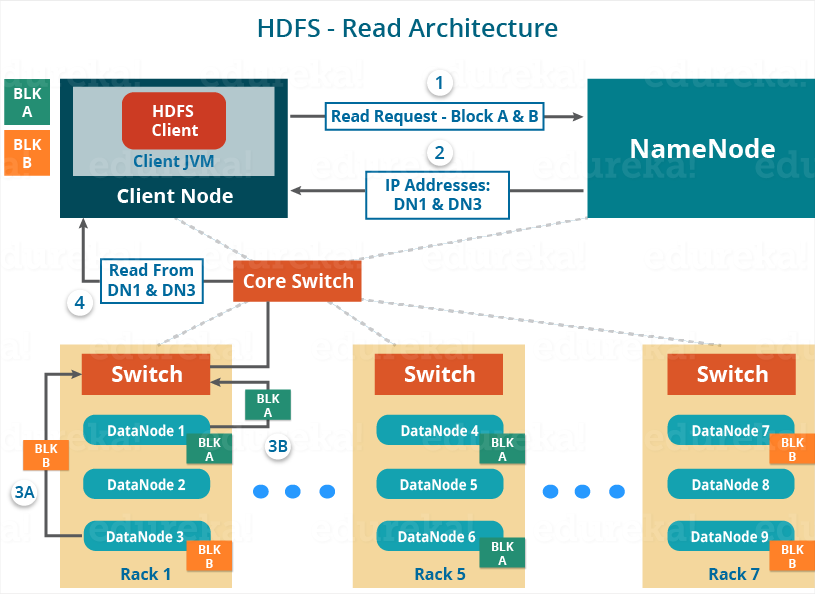 HDFS - Read Architecture
BLK
A
BLK
B
HDFS
Client
Client JVM
Client Node
1
Read Request - Block A & B
2
IP Addresses:
DN1 & DN3
NameNode
Read From
DN1 & DN3
4
Core Switch
Switch
DataNode 1
BLK
A
BLK
A
3B
BLK
B
3A
DataNode 2
DataNode 3
BLK
B
Rack 1
Switch
DataNode 4
BLK
A
DataNode 5
DataNode 6
BLK
A
Rack 5
Switch
DataNode 7
BLK
B
DataNode 8
DataNode 9
BLK
B
Rack 7
edureka!